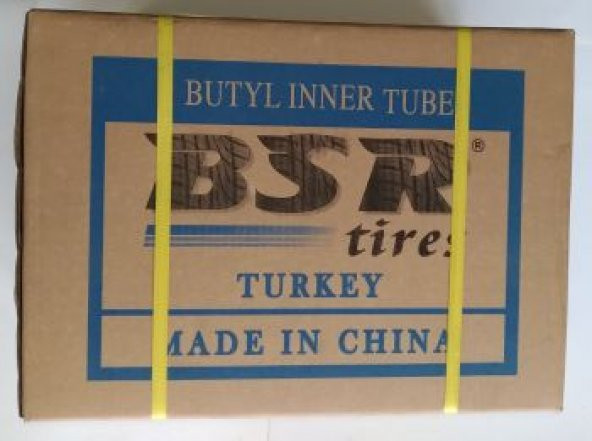 BUTYL INNER TUBE
BSR®
tires
TURKEY
MADE IN CHINA